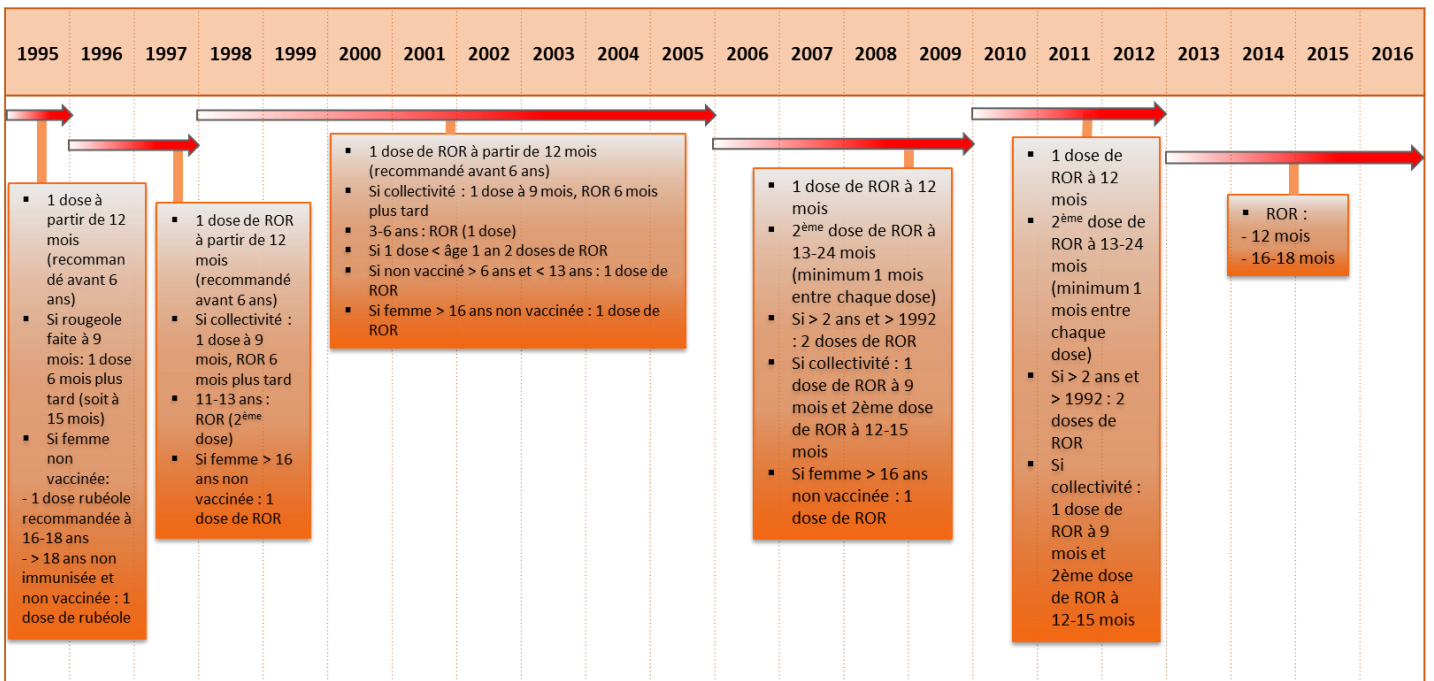 1995 1996 1997 1998 1999 2000 2001 2002 2003 2004 2005 2006 2007 2008 2009 2010 2011 2012 2013 2014 2015 2016
▪ 1 dose à
partir de 12
mois
(recomman
dé avant 6
ans)
▪ Si rougeole
faite à 9
mois: 1 dose
6 mois plus
tard (soit à
15 mois)
▪ Si femme
non
vaccinée:
- 1 dose rubéole
recommandée à
16-18 ans
- > 18 ans non
immunisée et
non vaccinée : 1
dose de rubéole
▪ 1 dose de ROR
à partir de 12
mois
(recommandé
avant 6 ans)
▪ Si collectivité :
1 dose à 9
mois, ROR 6
mois plus tard
▪ 11-13 ans :
ROR (2ème
dose)
▪ Si femme > 16
ans non
vaccinée : 1
dose de ROR
▪ 1 dose de ROR à partir de 12 mois
(recommandé avant 6 ans)
▪ Si collectivité : 1 dose à 9 mois, ROR 6 mois
plus tard
▪ 3-6 ans : ROR (1 dose)
▪ Si 1 dose < âge 1 an 2 doses de ROR
▪ Si non vacciné > 6 ans et < 13 ans : 1 dose de
ROR
▪ Si femme > 16 ans non vaccinée : 1 dose de
ROR
▪ 1 dose de ROR à 12
mois
▪ 2ème dose de ROR à
13-24 mois
(minimum 1 mois
entre chaque dose)
▪ Si > 2 ans et > 1992
: 2 doses de ROR
▪ Si collectivité : 1
dose de ROR à 9
mois et 2ème dose
de ROR à 12-15
mois
▪ Si femme > 16 ans
non vaccinée : 1
dose de ROR
▪ 1 dose de
ROR à 12
mois
▪ 2ème dose de
ROR à 13-24
mois
(minimum 1
mois entre
chaque
dose)
▪ Si > 2 ans et
> 1992 : 2
doses de
ROR
▪ Si
collectivité :
1 dose de
ROR à 9
mois et
2ème dose
de ROR à
12-15 mois
▪ ROR :
- 12 mois
- 16-18 mois